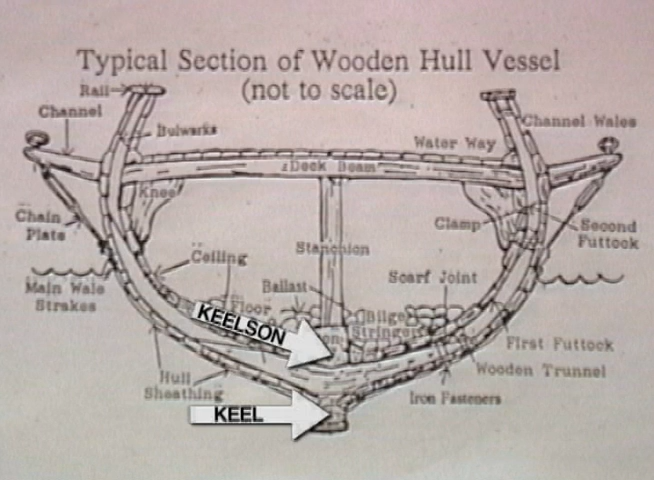 Typical Section of Wooden Hull Vessel
(not to scale)
Rail
Channel
Bulwarks
Channel Wales
Water Way
Deck Beam
Knee
Chain
Plate
Clamp
Second
Futtock
Stanchion
Ceiling
Main Wale
Strakes
Scarf Joint
Ballast
Floor
Bilge
Stringers
KEELSON
First Futtock
Wooden Trunnel
Hull
Sheathing
Iron Fasteners
KEEL